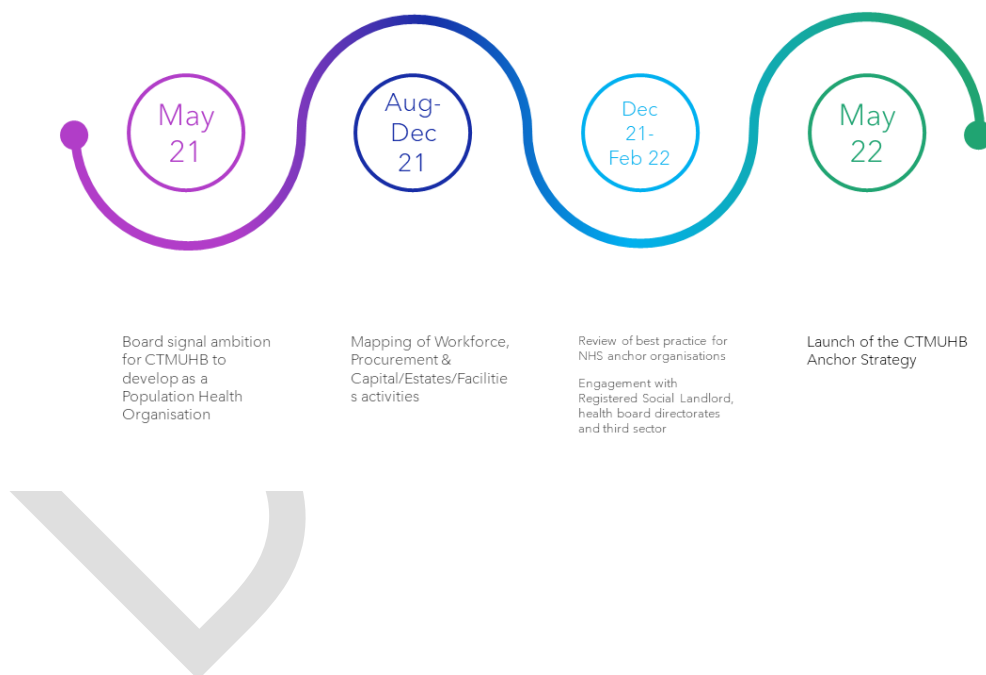 May
21
Aug-
Dec
21
Dec
21-
Feb 22
May
22
Board signal ambition
for CTMUHB to
develop as a
Population Health
Organisation
Mapping of Workforce,
Procurement &
Capital/Estates/Facilitie
s activities
Review of best practice for
NHS anchor organisations
Engagement with
Registered Social Landlord,
health board directorates
and third sector
Launch of the CTMUHB
Anchor Strategy